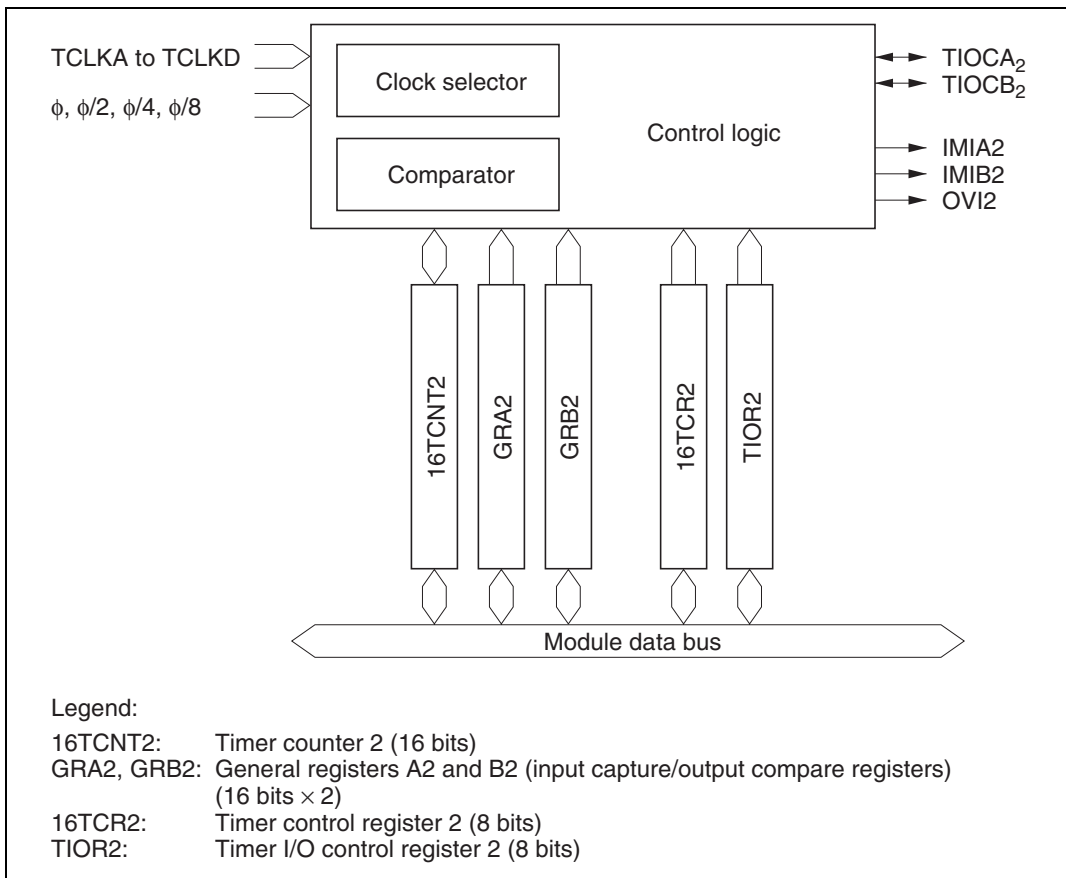 TCLKA to TCLKD
ϕ, ϕ/2, ϕ/4, ϕ/8
Clock selector
Comparator
Control logic
TIOCA₂
TIOCB₂
IMIA2
IMIB2
OVI2
16TCNT2
GRA2
GRB2
16TCR2
TIOR2
Module data bus
Legend:
16TCNT2: Timer counter 2 (16 bits)
GRA2, GRB2: General registers A2 and B2 (input capture/output compare registers)
(16 bits × 2)
16TCR2: Timer control register 2 (8 bits)
TIOR2: Timer I/O control register 2 (8 bits)